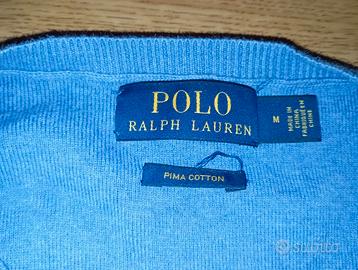 POLO
RALPH LAUREN
M
MADE IN
CHINA
FABRIQUÉ EN
CHINE
PIMA COTTON
subito